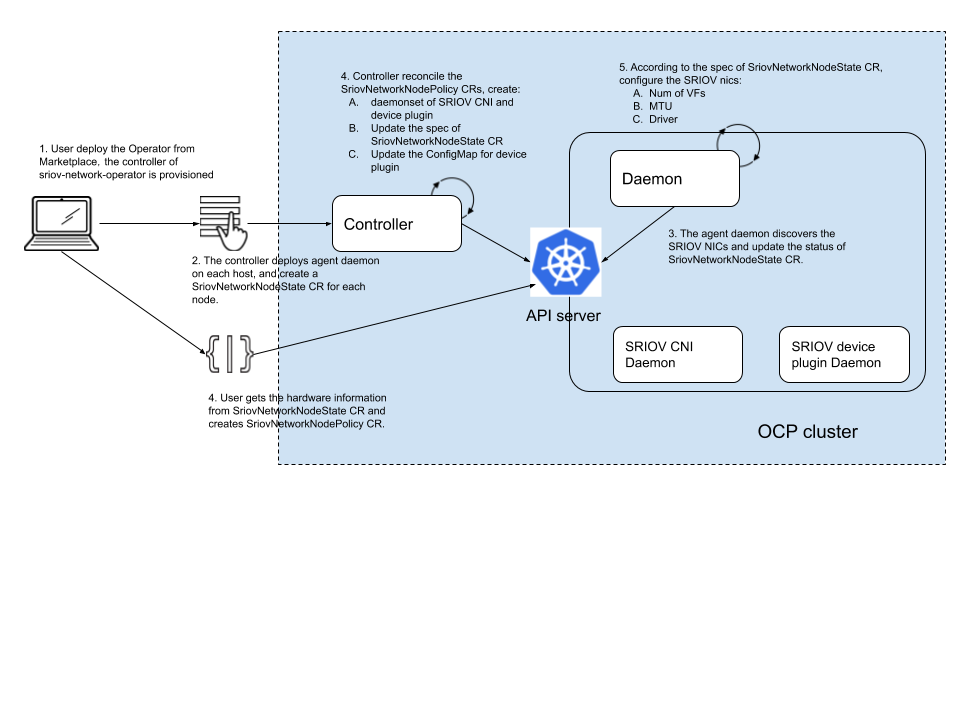 1. User deploy the Operator from
Marketplace, the controller of
sriov-network-operator is provisioned
4. Controller reconcile the
SriovNetworkNodePolicy CRs, create:
A. daemonset of SRIOV CNI and
device plugin
B. Update the spec of
SriovNetworkNodeState CR
C. Update the ConfigMap for device
plugin
5. According to the spec of SriovNetworkNodeState CR,
configure the SRIOV nics:
A. Num of VFs
B. MTU
C. Driver
Controller
Daemon
2. The controller deploys agent daemon
on each host, and create a
SriovNetworkNodeState CR for each
node.
3. The agent daemon discovers the
SRIOV NICs and update the status of
SriovNetworkNodeState CR.
API server
SRIOV CNI
Daemon
SRIOV device
plugin Daemon
4. User gets the hardware information
from SriovNetworkNodeState CR and
creates SriovNetworkNodePolicy CR.
OCP cluster